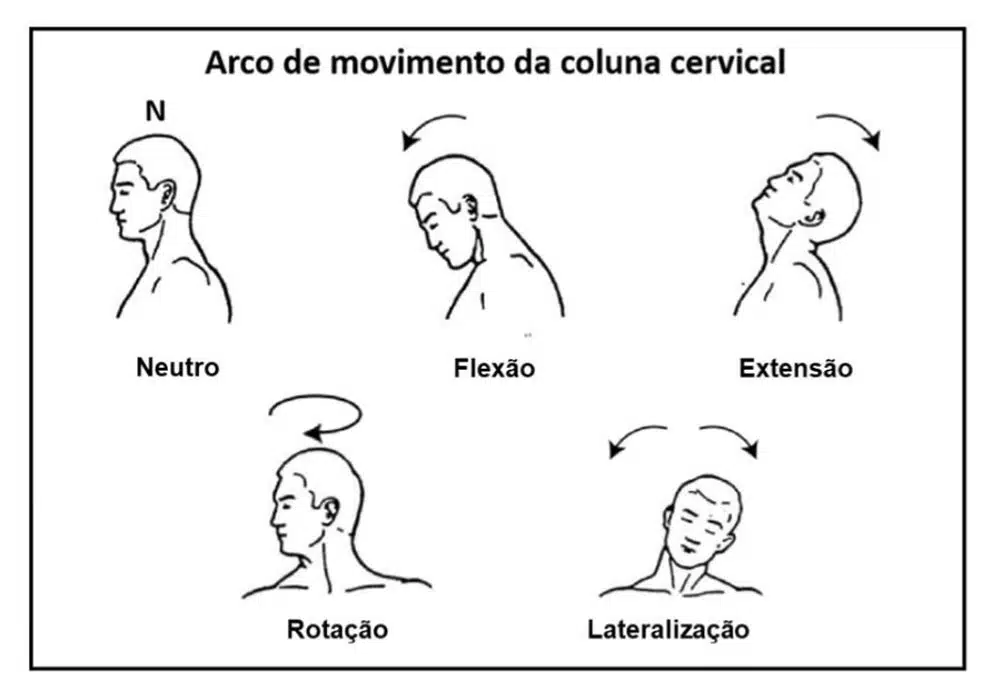 Arco de movimento da coluna cervical
N
Neutro
Flexão
Extensão
Rotação
Lateralização